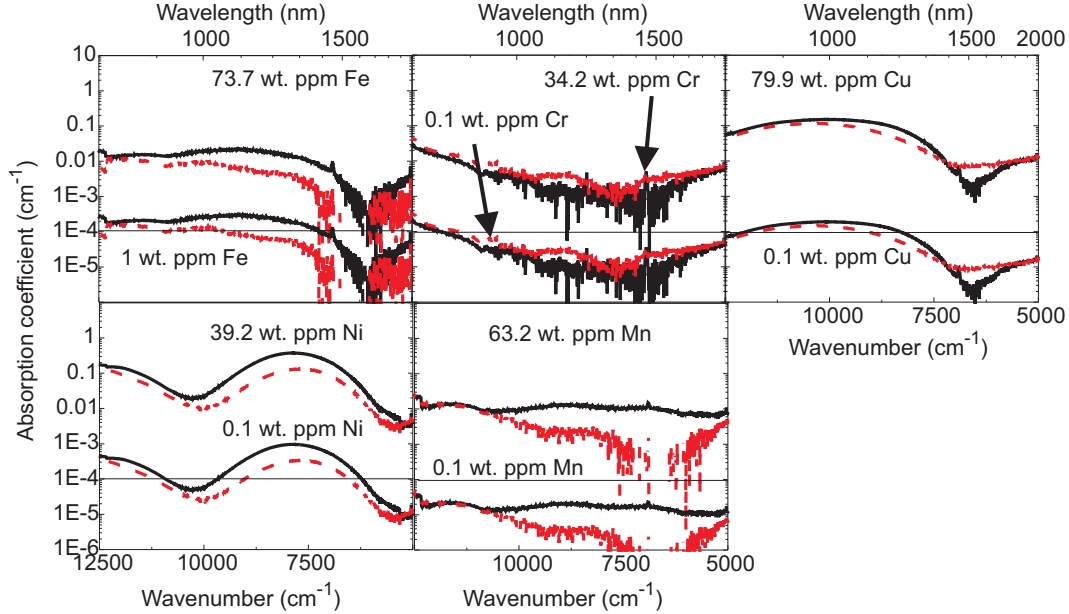 Wavelength (nm) Wavelength (nm) Wavelength (nm)
1000 1500 1000 1500 1000 1500 2000
10
1
0.1
0.01
1E-3
1E-4
1E-5
73.7 wt. ppm Fe
1 wt. ppm Fe
34.2 wt. ppm Cr
0.1 wt. ppm Cr
79.9 wt. ppm Cu
0.1 wt. ppm Cu
10000 7500 5000
Wavenumber (cm⁻¹)
Absorption coefficient (cm⁻¹)
1
0.1
0.01
1E-3
1E-4
1E-5
1E-6
39.2 wt. ppm Ni
0.1 wt. ppm Ni
63.2 wt. ppm Mn
0.1 wt. ppm Mn
12500 10000 7500 10000 7500 5000
Wavenumber (cm⁻¹) Wavenumber (cm⁻¹)